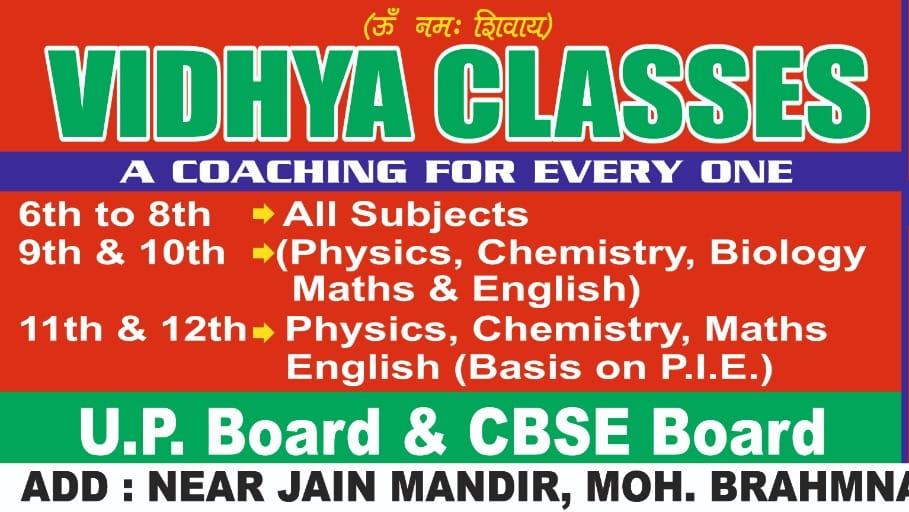 (ऊँ नमः शिवाय)
VIDHYA CLASSES
A COACHING FOR EVERY ONE
6th to 8th ➡ All Subjects
9th & 10th ➡ (Physics, Chemistry, Biology
Maths & English)
11th & 12th ➡ Physics, Chemistry, Maths
English (Basis on P.I.E.)
U.P. Board & CBSE Board
ADD : NEAR JAIN MANDIR, MOH.